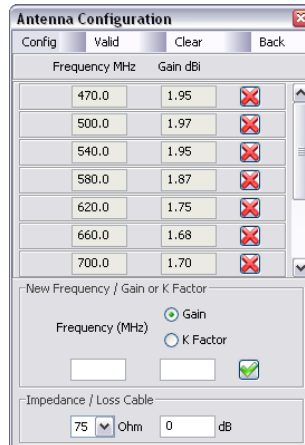 Antenna Configuration
Config Valid Clear Back
Frequency MHz Gain dBi
470.0 1.95
500.0 1.97
540.0 1.95
580.0 1.87
620.0 1.75
660.0 1.68
700.0 1.70
New Frequency / Gain or K Factor
Gain
Frequency (MHz)
K Factor
Impedance / Loss Cable
75 Ohm 0 dB